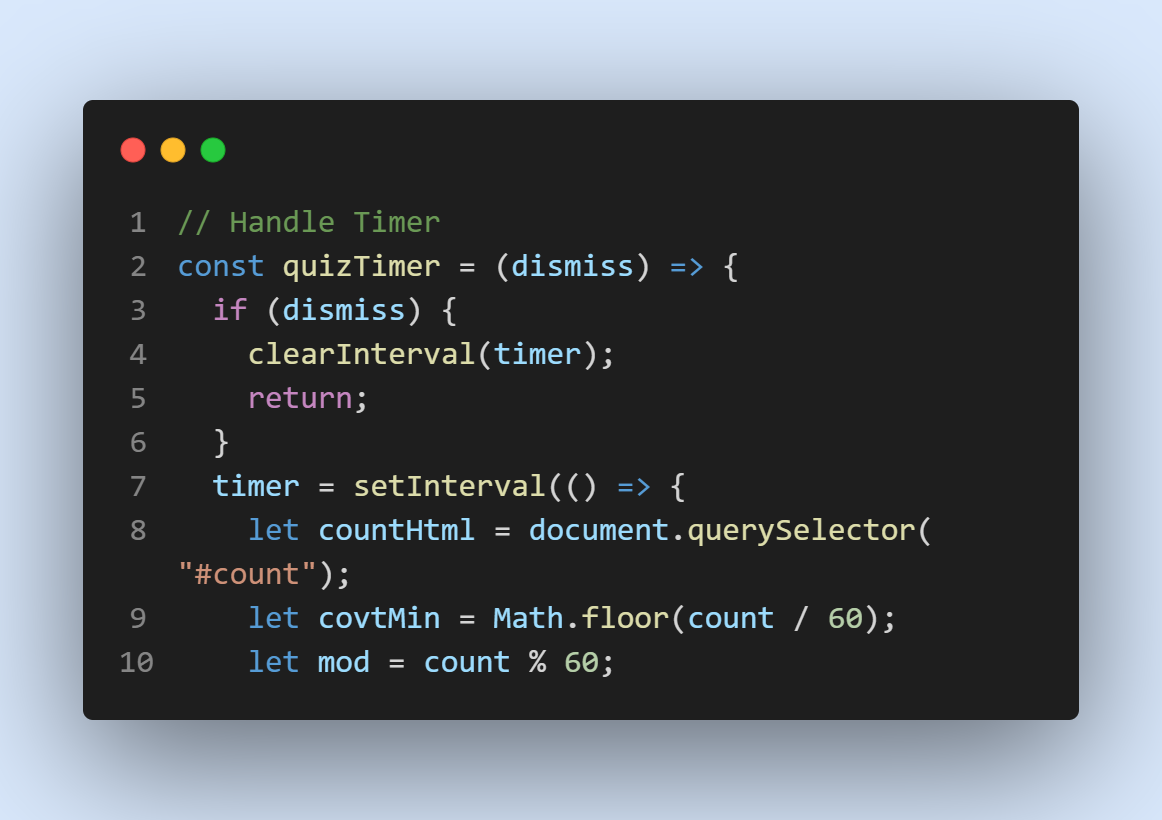 1 // Handle Timer
2 const quizTimer = (dismiss) => {
3   if (dismiss) {
4     clearInterval(timer);
5     return;
6   }
7   timer = setInterval(() => {
8     let countHtml = document.querySelector(
"#count");
9     let covtMin = Math.floor(count / 60);
10     let mod = count % 60;